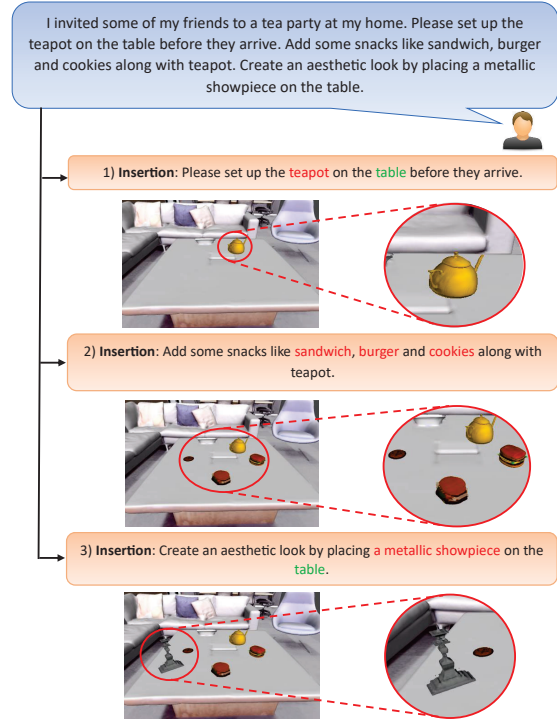 I invited some of my friends to a tea party at my home. Please set up the
teapot on the table before they arrive. Add some snacks like sandwich, burger
and cookies along with teapot. Create an aesthetic look by placing a metallic
showpiece on the table.
1) Insertion: Please set up the teapot on the table before they arrive.
2) Insertion: Add some snacks like sandwich, burger and cookies along with
teapot.
3) Insertion: Create an aesthetic look by placing a metallic showpiece on the
table.